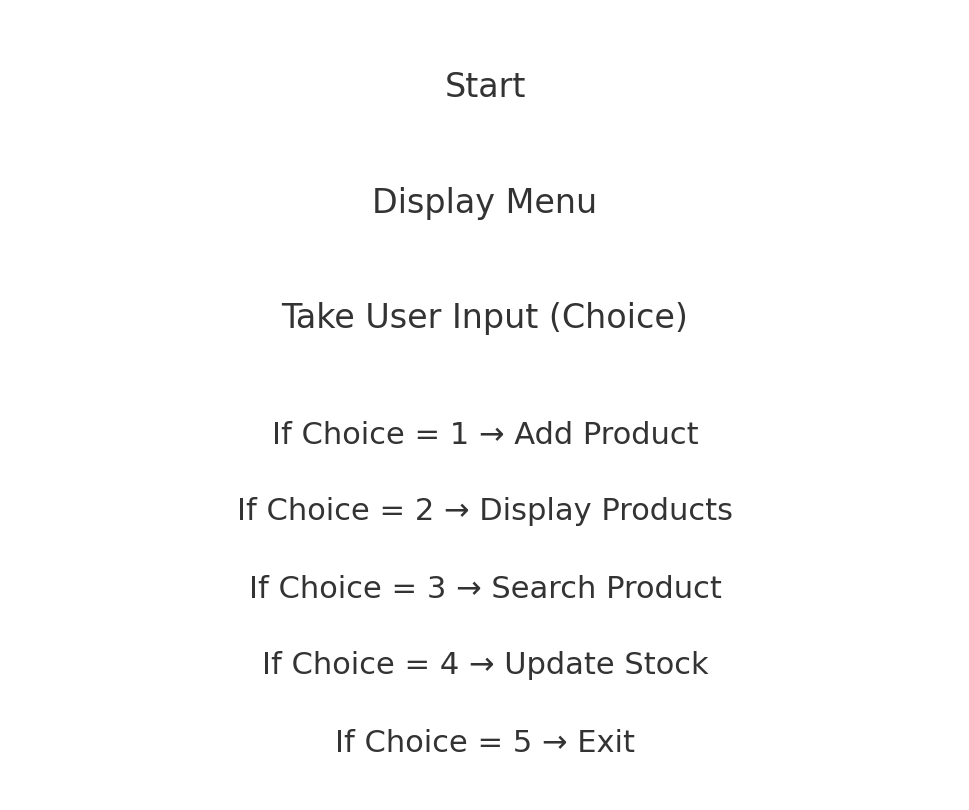 Start
Display Menu
Take User Input (Choice)
If Choice = 1 → Add Product
If Choice = 2 → Display Products
If Choice = 3 → Search Product
If Choice = 4 → Update Stock
If Choice = 5 → Exit